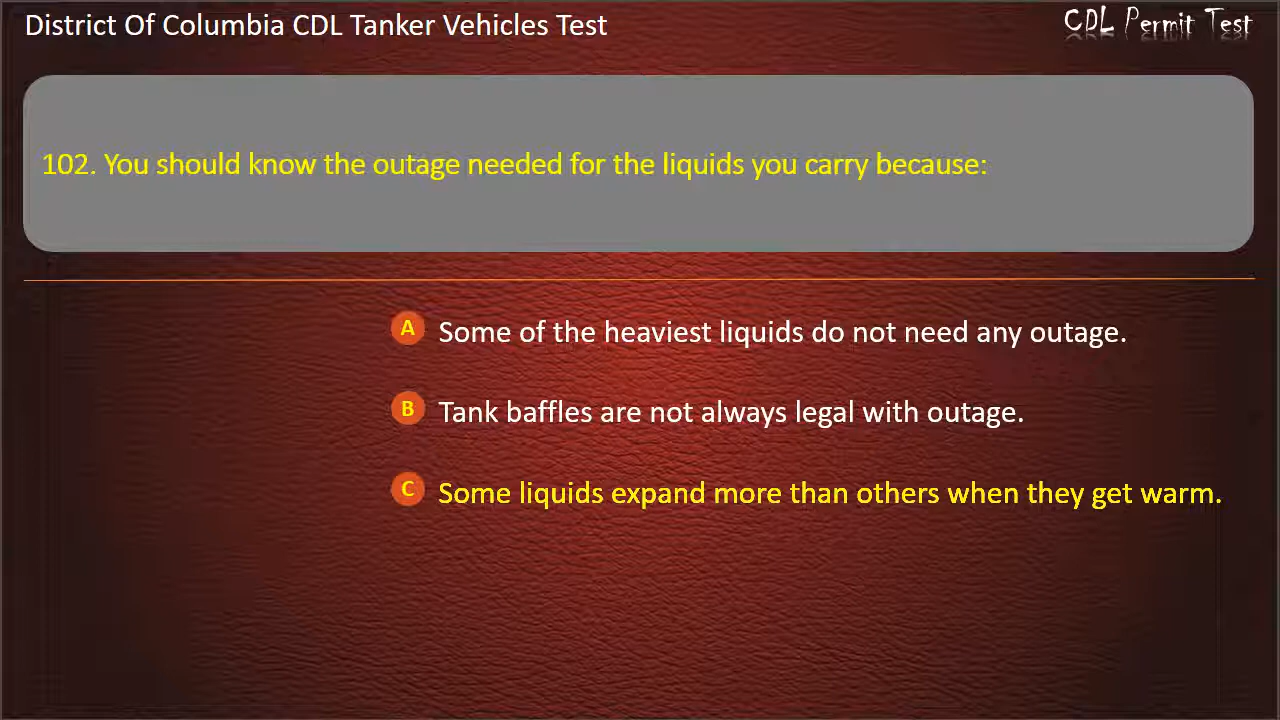 District Of Columbia CDL Tanker Vehicles Test
CDL Permit Test
102. You should know the outage needed for the liquids you carry because:
A Some of the heaviest liquids do not need any outage.
B Tank baffles are not always legal with outage.
C Some liquids expand more than others when they get warm.